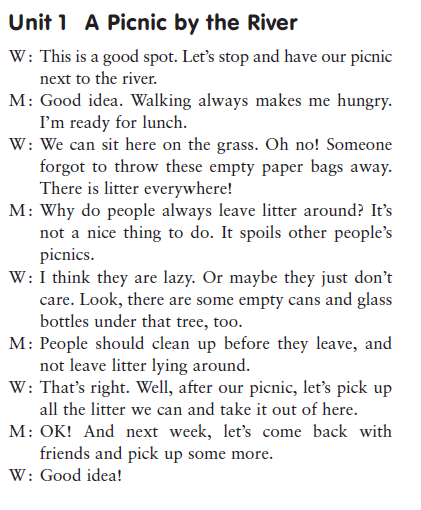 Unit 1 A Picnic by the River
W: This is a good spot. Let's stop and have our picnic
next to the river.
M: Good idea. Walking always makes me hungry.
I'm ready for lunch.
W: We can sit here on the grass. Oh no! Someone
forgot to throw these empty paper bags away.
There is litter everywhere!
M: Why do people always leave litter around? It's
not a nice thing to do. It spoils other people's
picnics.
W: I think they are lazy. Or maybe they just don't
care. Look, there are some empty cans and glass
bottles under that tree, too.
M: People should clean up before they leave, and
not leave litter lying around.
W: That's right. Well, after our picnic, let's pick up
all the litter we can and take it out of here.
M: OK! And next week, let's come back with
friends and pick up some more.
W: Good idea!